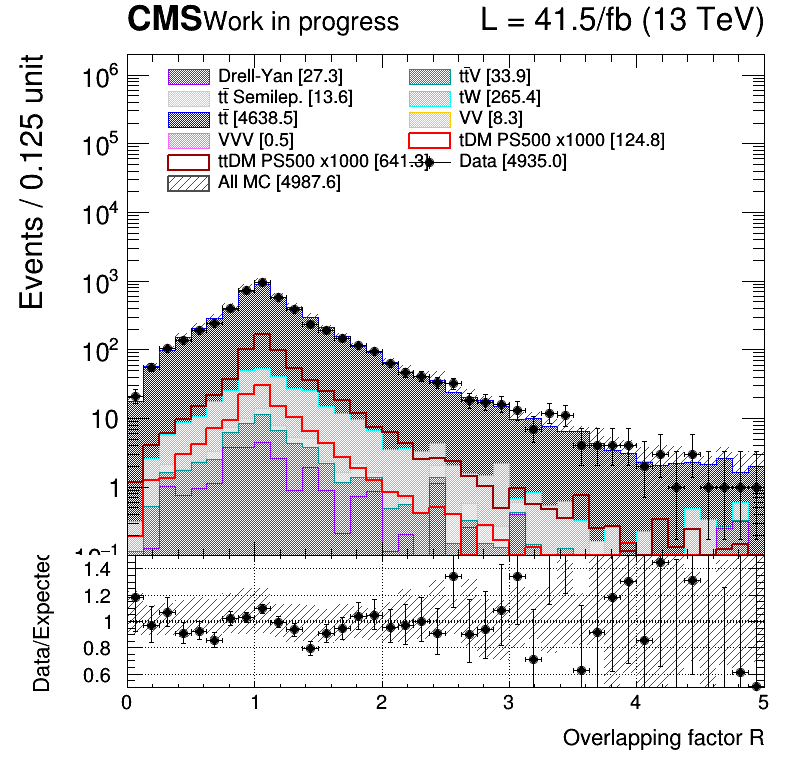 CMS Work in progress L = 41.5/fb (13 TeV)
Events / 0.125 unit
Drell-Yan [27.3] tt̄V [33.9]
tt̄ Semilep. [13.6] tW [265.4]
tt̄ [4638.5] VV [8.3]
VVV [0.5] tDM PS500 x1000 [124.8]
ttDM PS500 x1000 [641.3] Data [4935.0]
All MC [4987.6]
10⁶
10⁵
10⁴
10³
10²
10
1
10⁻¹
Data/Expected
1.4
1.2
1
0.8
0.6
0 1 2 3 4 5
Overlapping factor R